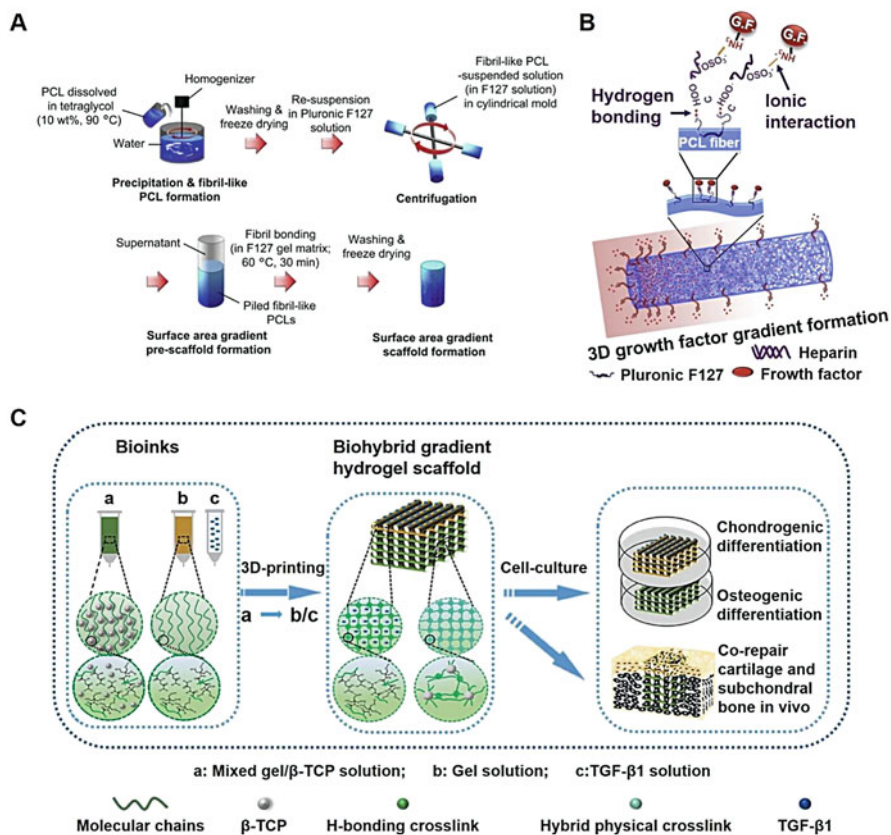 A
PCL dissolved
in tetraglycol
(10 wt%, 90 °C)
Homogenizer
Water
Precipitation & fibril-like
PCL formation
Washing &
freeze drying
Re-suspension
in Pluronic F127
solution
Fibril-like PCL
-suspended solution
(in F127 solution)
in cylindrical mold
Centrifugation
Supernatant
Piled fibril-like
PCLs
Surface area gradient
pre-scaffold formation
Fibril bonding
(in F127 gel matrix;
60 °C, 30 min)
Washing &
freeze drying
Surface area gradient
scaffold formation
B
G.F.
G.F.
NH
NH
OSO3
OSO3
OOH
HOO
C
C
Hydrogen
bonding
Ionic
interaction
PCL fiber
3D growth factor gradient formation
Heparin
Pluronic F127
Frowth factor
C
Bioinks
a
b
c
3D-printing
a
b/c
Biohybrid gradient
hydrogel scaffold
Cell-culture
Chondrogenic
differentiation
Osteogenic
differentiation
Co-repair
cartilage and
subchondral
bone in vivo
a: Mixed gel/β-TCP solution;
b: Gel solution;
c:TGF-β1 solution
Molecular chains
β-TCP
H-bonding crosslink
Hybrid physical crosslink
TGF-β1